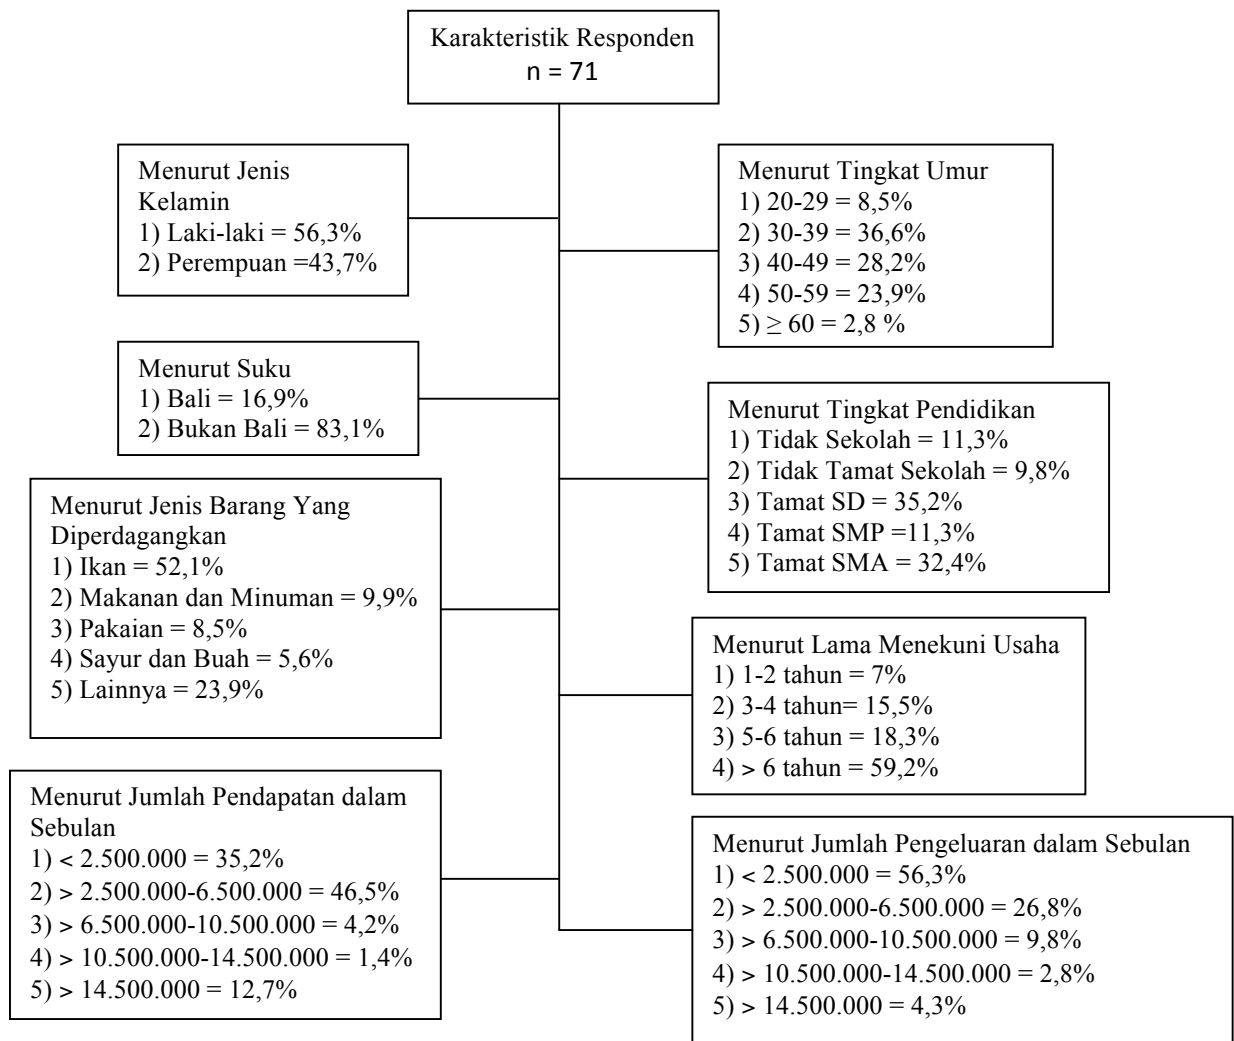 Karakteristik Responden
n = 71
Menurut Jenis
Kelamin
1) Laki-laki = 56,3%
2) Perempuan =43,7%
Menurut Tingkat Umur
1) 20-29 = 8,5%
2) 30-39 = 36,6%
3) 40-49 = 28,2%
4) 50-59 = 23,9%
5) ≥ 60 = 2,8 %
Menurut Suku
1) Bali = 16,9%
2) Bukan Bali = 83,1%
Menurut Tingkat Pendidikan
1) Tidak Sekolah = 11,3%
2) Tidak Tamat Sekolah = 9,8%
3) Tamat SD = 35,2%
4) Tamat SMP =11,3%
5) Tamat SMA = 32,4%
Menurut Jenis Barang Yang
Diperdagangkan
1) Ikan = 52,1%
2) Makanan dan Minuman = 9,9%
3) Pakaian = 8,5%
4) Sayur dan Buah = 5,6%
5) Lainnya = 23,9%
Menurut Lama Menekuni Usaha
1) 1-2 tahun = 7%
2) 3-4 tahun= 15,5%
3) 5-6 tahun = 18,3%
4) > 6 tahun = 59,2%
Menurut Jumlah Pendapatan dalam
Sebulan
1) < 2.500.000 = 35,2%
2) > 2.500.000-6.500.000 = 46,5%
3) > 6.500.000-10.500.000 = 4,2%
4) > 10.500.000-14.500.000 = 1,4%
5) > 14.500.000 = 12,7%
Menurut Jumlah Pengeluaran dalam Sebulan
1) < 2.500.000 = 56,3%
2) > 2.500.000-6.500.000 = 26,8%
3) > 6.500.000-10.500.000 = 9,8%
4) > 10.500.000-14.500.000 = 2,8%
5) > 14.500.000 = 4,3%